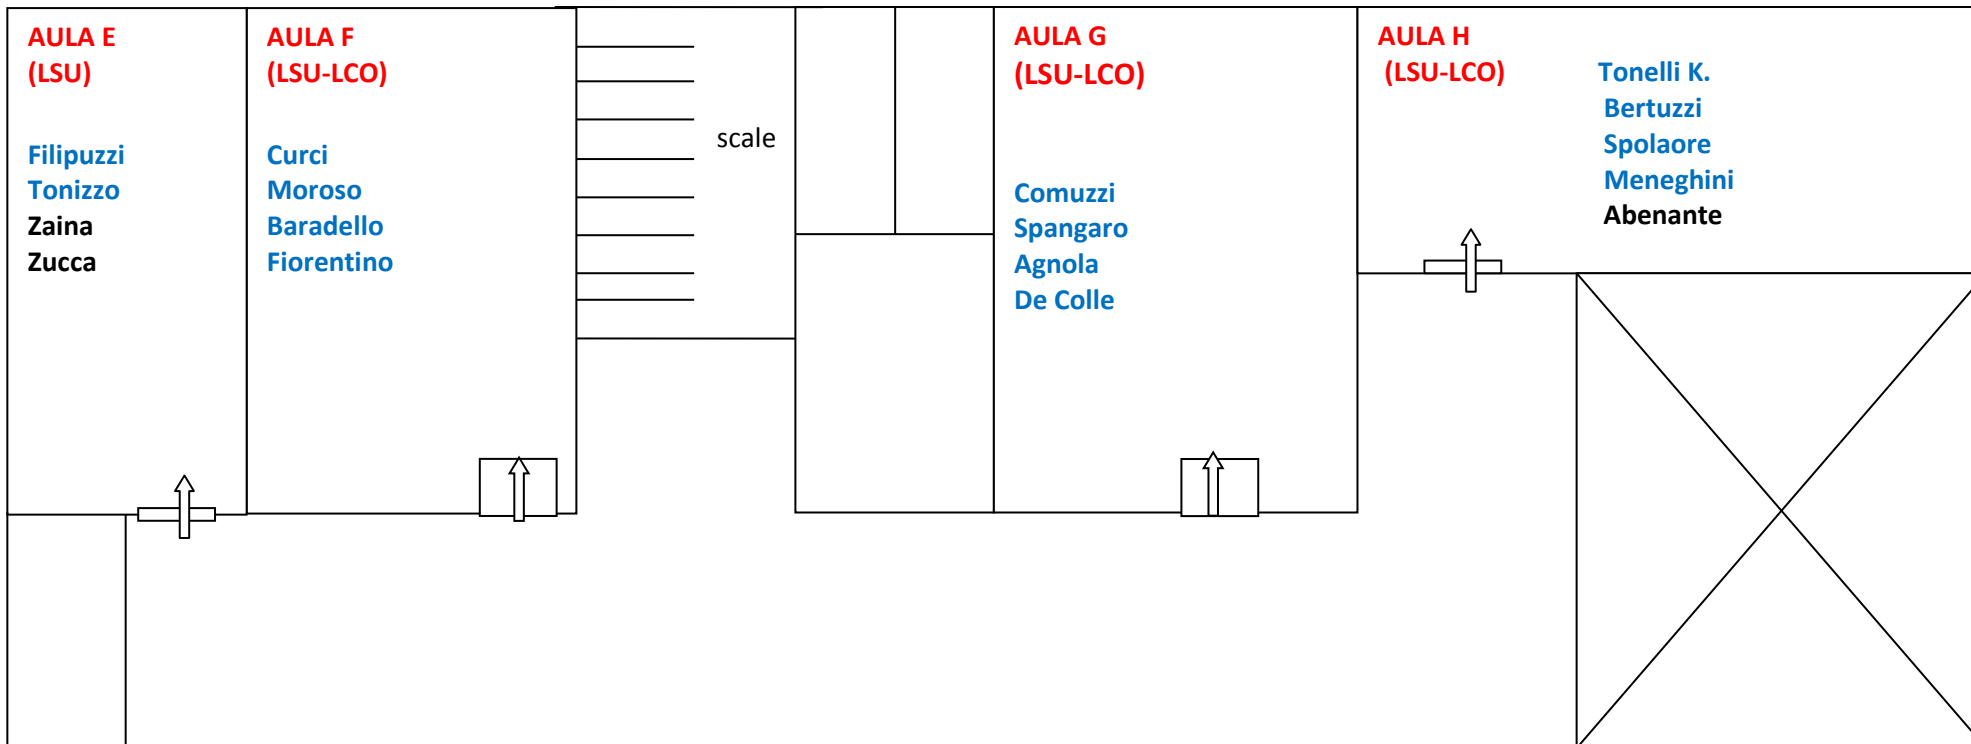 AULA E
(LSU)
Filipuzzi
Tonizzo
Zaina
Zucca
AULA F
(LSU-LCO)
Curci
Moroso
Baradello
Fiorentino
scale
AULA G
(LSU-LCO)
Comuzzi
Spangaro
Agnola
De Colle
AULA H
(LSU-LCO)
Tonelli K.
Bertuzzi
Spolaore
Meneghini
Abenante